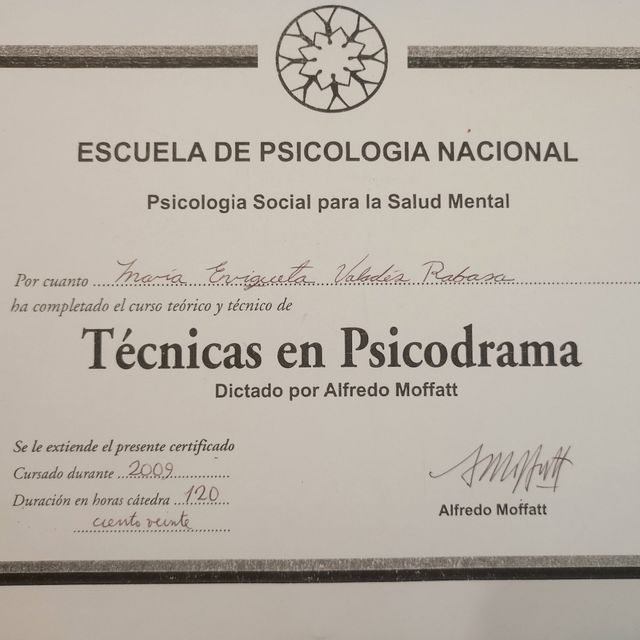 ESCUELA DE PSICOLOGIA NACIONAL
Psicologia Social para la Salud Mental
Por cuanto María Enriqueta Valdés Rabasa
ha completado el curso teórico y técnico de
Técnicas en Psicodrama
Dictado por Alfredo Moffatt
Se le extiende el presente certificado
Cursado durante 2009
Duración en horas cátedra 120
ciento veinte
AMoffatt
Alfredo Moffatt